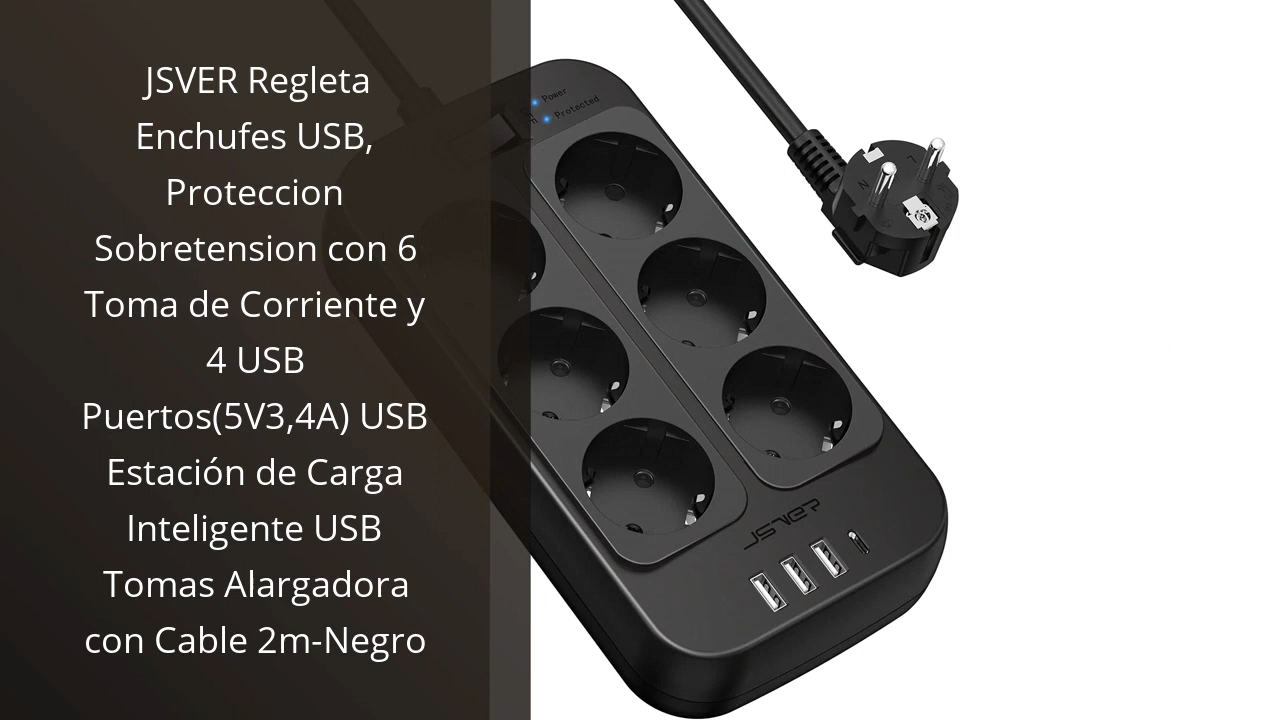 JSVER Regleta
Enchufes USB,
Proteccion
Sobretension con 6
Toma de Corriente y
4 USB
Puertos(5V3,4A) USB
Estación de Carga
Inteligente USB
Tomas Alargadora
con Cable 2m-Negro
Power
Protected
JSVER
N
L